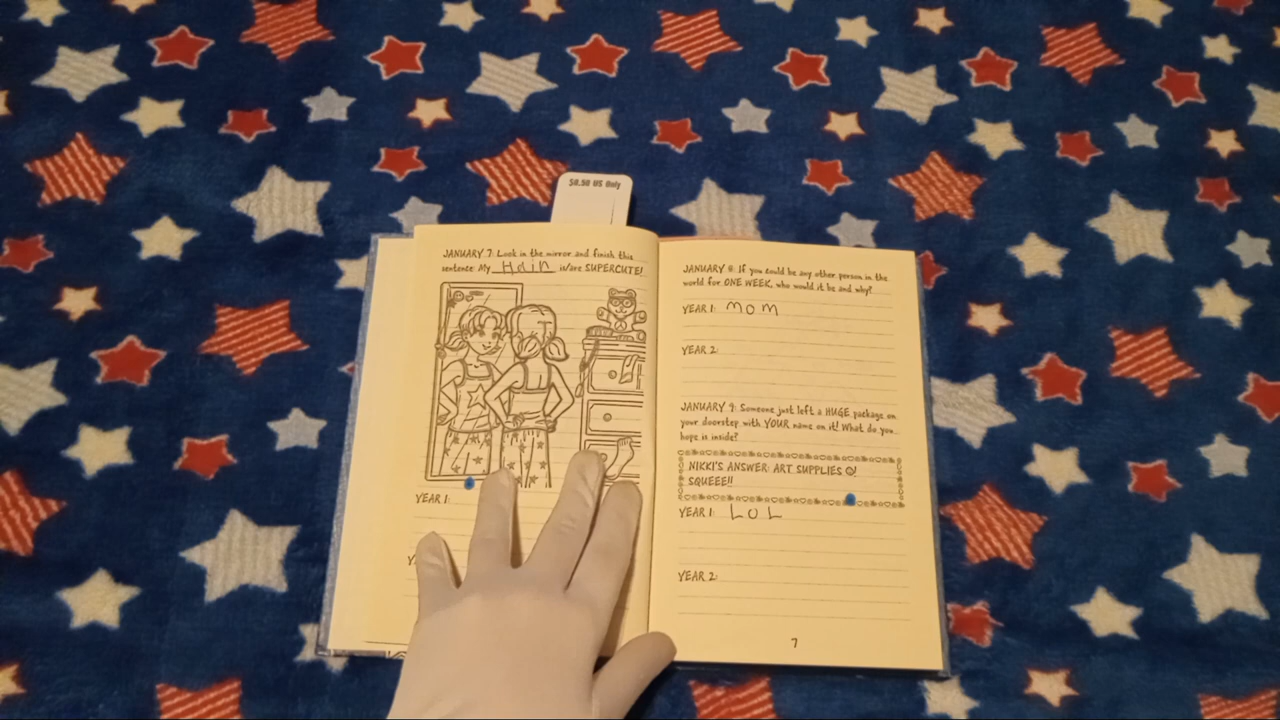 $8.50 US Only
JANUARY 7: Look in the mirror and finish this
sentence: My Hair is/are SUPERCUTE!
YEAR 1:
JANUARY 8: If you could be any other person in the
world for ONE WEEK, who would it be and why?
YEAR 1: mom
YEAR 2:
JANUARY 9: Someone just left a HUGE package on
your doorstep with YOUR name on it! What do you
hope is inside?
NIKKI'S ANSWER: ART SUPPLIES ☺!
SQUEEE!!
YEAR 1: LOL
YEAR 2:
7